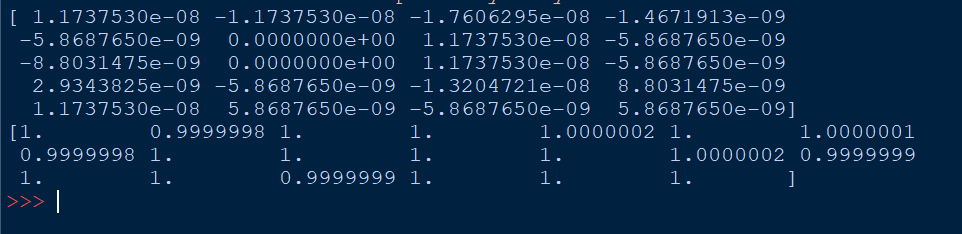 [ 1.1737530e-08 -1.1737530e-08 -1.7606295e-08 -1.4671913e-09
 -5.8687650e-09  0.0000000e+00  1.1737530e-08 -5.8687650e-09
 -8.8031475e-09  0.0000000e+00  1.1737530e-08 -5.8687650e-09
  2.9343825e-09 -5.8687650e-09 -1.3204721e-08  8.8031475e-09
  1.1737530e-08  5.8687650e-09 -5.8687650e-09  5.8687650e-09]
[1.        0.9999998 1.        1.        1.0000002 1.        1.0000001
 0.9999998 1.        1.        1.        1.        1.0000002 0.9999999
 1.        1.        0.9999999 1.        1.        1.       ]
>>>